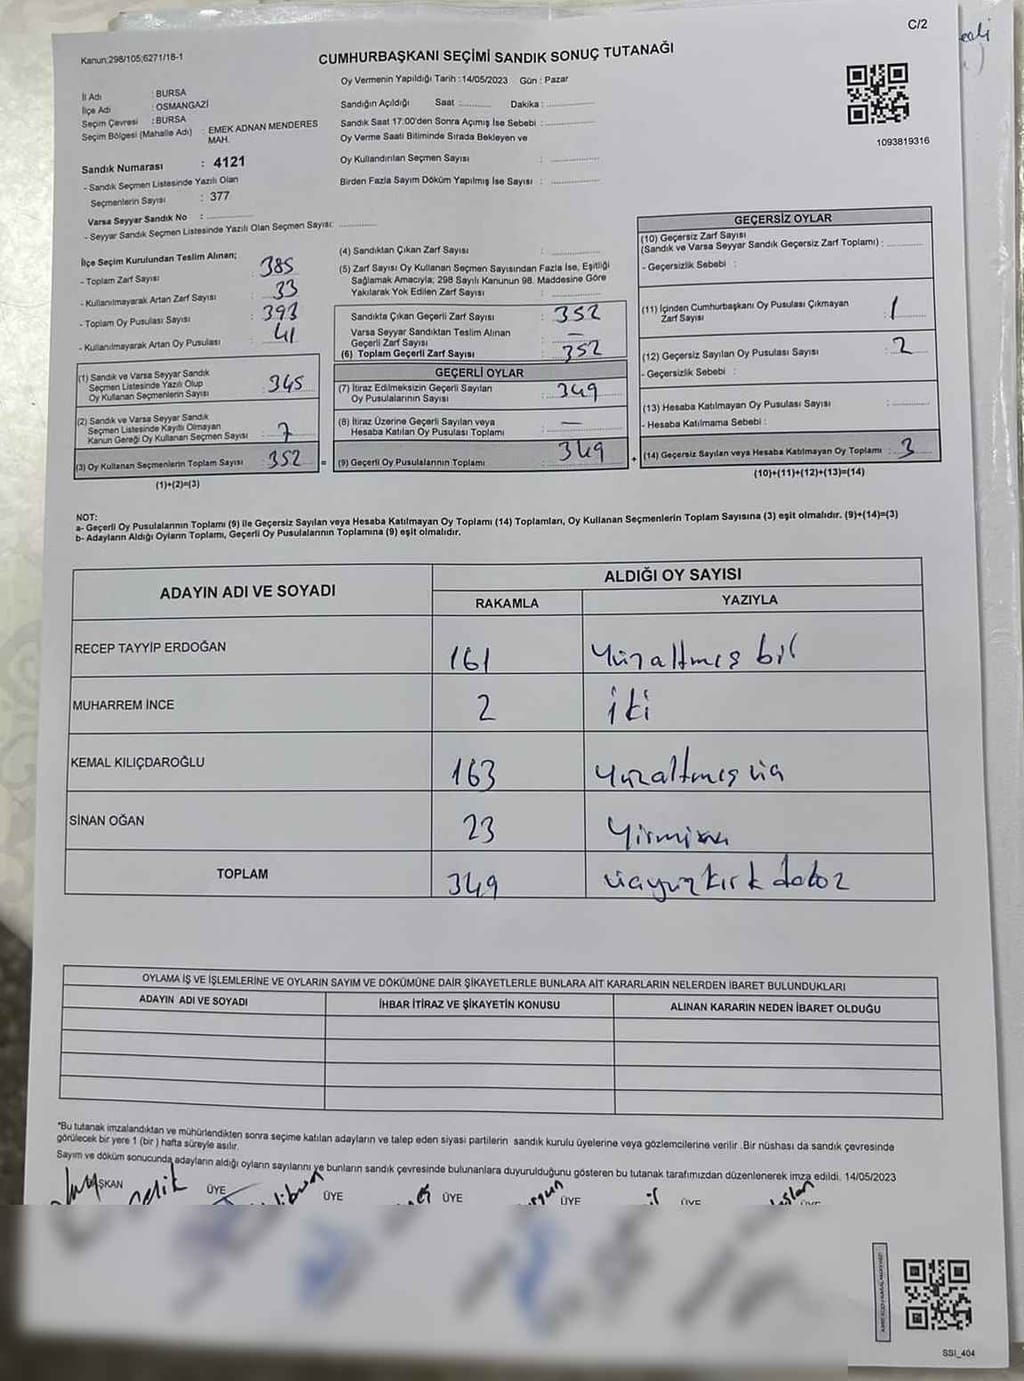 C/2
Kanun:298/105;6271/18-1
CUMHURBAŞKANI SEÇİMİ SANDIK SONUÇ TUTANAĞI
Oy Vermenin Yapıldığı Tarih : 14/05/2023 Gün : Pazar
İl Adı : BURSA
İlçe Adı : OSMANGAZİ
Seçim Çevresi : BURSA
Seçim Bölgesi (Mahalle Adı) : EMEK ADNAN MENDERES MAH.
Sandık Numarası : 4121
- Sandık Seçmen Listesinde Yazılı Olan
Seçmenlerin Sayısı : 377
Varsa Seyyar Sandık No :
- Seyyar Sandık Seçmen Listesinde Yazılı Olan Seçmen Sayısı:
Sandığın Açıldığı Saat : Dakika :
Sandık Saat 17:00'den Sonra Açımış İse Sebebi :
Oy Verme Saati Bitiminde Sırada Bekleyen ve
Oy Kullandırılan Seçmen Sayısı :
Birden Fazla Sayım Döküm Yapılmış İse Sayısı :
1093819316
İlçe Seçim Kurulundan Teslim Alınan;
- Toplam Zarf Sayısı : 385
- Kullanılmayarak Artan Zarf Sayısı : 33
- Toplam Oy Pusulası Sayısı : 393
- Kullanılmayarak Artan Oy Pusulası : 41
(1) Sandık ve Varsa Seyyar Sandık
Seçmen Listesinde Yazılı Olup
Oy Kullanan Seçmenlerin Sayısı : 345
(2) Sandık ve Varsa Seyyar Sandık
Seçmen Listesinde Kayıtlı Olmayan
Kanun Gereği Oy Kullanan Seçmen Sayısı : 7
(3) Oy Kullanan Seçmenlerin Toplam Sayısı : 352 =
(1)+(2)=(3)
(4) Sandıktan Çıkan Zarf Sayısı :
(5) Zarf Sayısı Oy Kullanan Seçmen Sayısından Fazla İse, Eşitliği
Sağlamak Amacıyla; 298 Sayılı Kanunun 98. Maddesine Göre
Yakılarak Yok Edilen Zarf Sayısı :
Sandıkta Çıkan Geçerli Zarf Sayısı : 352
Varsa Seyyar Sandıktan Teslim Alınan
Geçerli Zarf Sayısı : —
(6) Toplam Geçerli Zarf Sayısı : 352
GEÇERLİ OYLAR
(7) İtiraz Edilmeksizin Geçerli Sayılan
Oy Pusulalarının Sayısı : 349
(8) İtiraz Üzerine Geçerli Sayılan veya
Hesaba Katılan Oy Pusulası Toplamı : —
(9) Geçerli Oy Pusulalarının Toplamı : 349 +
GEÇERSİZ OYLAR
(10) Geçersiz Zarf Sayısı
(Sandık ve Varsa Seyyar Sandık Geçersiz Zarf Toplamı) :
- Geçersizlik Sebebi :
(11) İçinden Cumhurbaşkanı Oy Pusulası Çıkmayan
Zarf Sayısı : 1
(12) Geçersiz Sayılan Oy Pusulası Sayısı : 2
- Geçersizlik Sebebi :
(13) Hesaba Katılmayan Oy Pusulası Sayısı :
- Hesaba Katılmama Sebebi :
(14) Geçersiz Sayılan veya Hesaba Katılmayan Oy Toplamı : 3
(10)+(11)+(12)+(13)=(14)
NOT:
a- Geçerli Oy Pusulalarının Toplamı (9) ile Geçersiz Sayılan veya Hesaba Katılmayan Oy Toplamı (14) Toplamları, Oy Kullanan Seçmenlerin Toplam Sayısına (3) eşit olmalıdır. (9)+(14)=(3)
b- Adayların Aldığı Oyların Toplamı, Geçerli Oy Pusulalarının Toplamına (9) eşit olmalıdır.
ADAYIN ADI VE SOYADI
ALDIĞI OY SAYISI
RAKAMLA YAZIYLA
RECEP TAYYİP ERDOĞAN 161 Yüzaltmış bir
MUHARREM İNCE 2 iki
KEMAL KILIÇDAROĞLU 163 Yüzaltmış üç
SİNAN OĞAN 23 Yirmi
TOPLAM 349 üçyüz kırk dokuz
OYLAMA İŞ VE İŞLEMLERİNE VE OYLARIN SAYIM VE DÖKÜMÜNE DAİR ŞİKAYETLERLE BUNLARA AİT KARARLARIN NELERDEN İBARET BULUNDUKLARI
ADAYIN ADI VE SOYADI İHBAR İTİRAZ VE ŞİKAYETİN KONUSU ALINAN KARARIN NEDEN İBARET OLDUĞU
*Bu tutanak imzalandıktan ve mühürlendikten sonra seçime katılan adayların ve talep eden siyasi partilerin sandık kurulu üyelerine veya gözlemcilerine verilir .Bir nüshası da sandık çevresinde
görülecek bir yere 1 (bir ) hafta süreyle asılır.
Sayım ve döküm sonucunda adayların aldığı oyların sayılarını ve bunların sandık çevresinde bulunanlara duyurulduğunu gösteren bu tutanak tarafımızdan düzenlenerek imza edildi. 14/05/2023
ÜYE ÜYE ÜYE ÜYE ÜYE
SSI_404